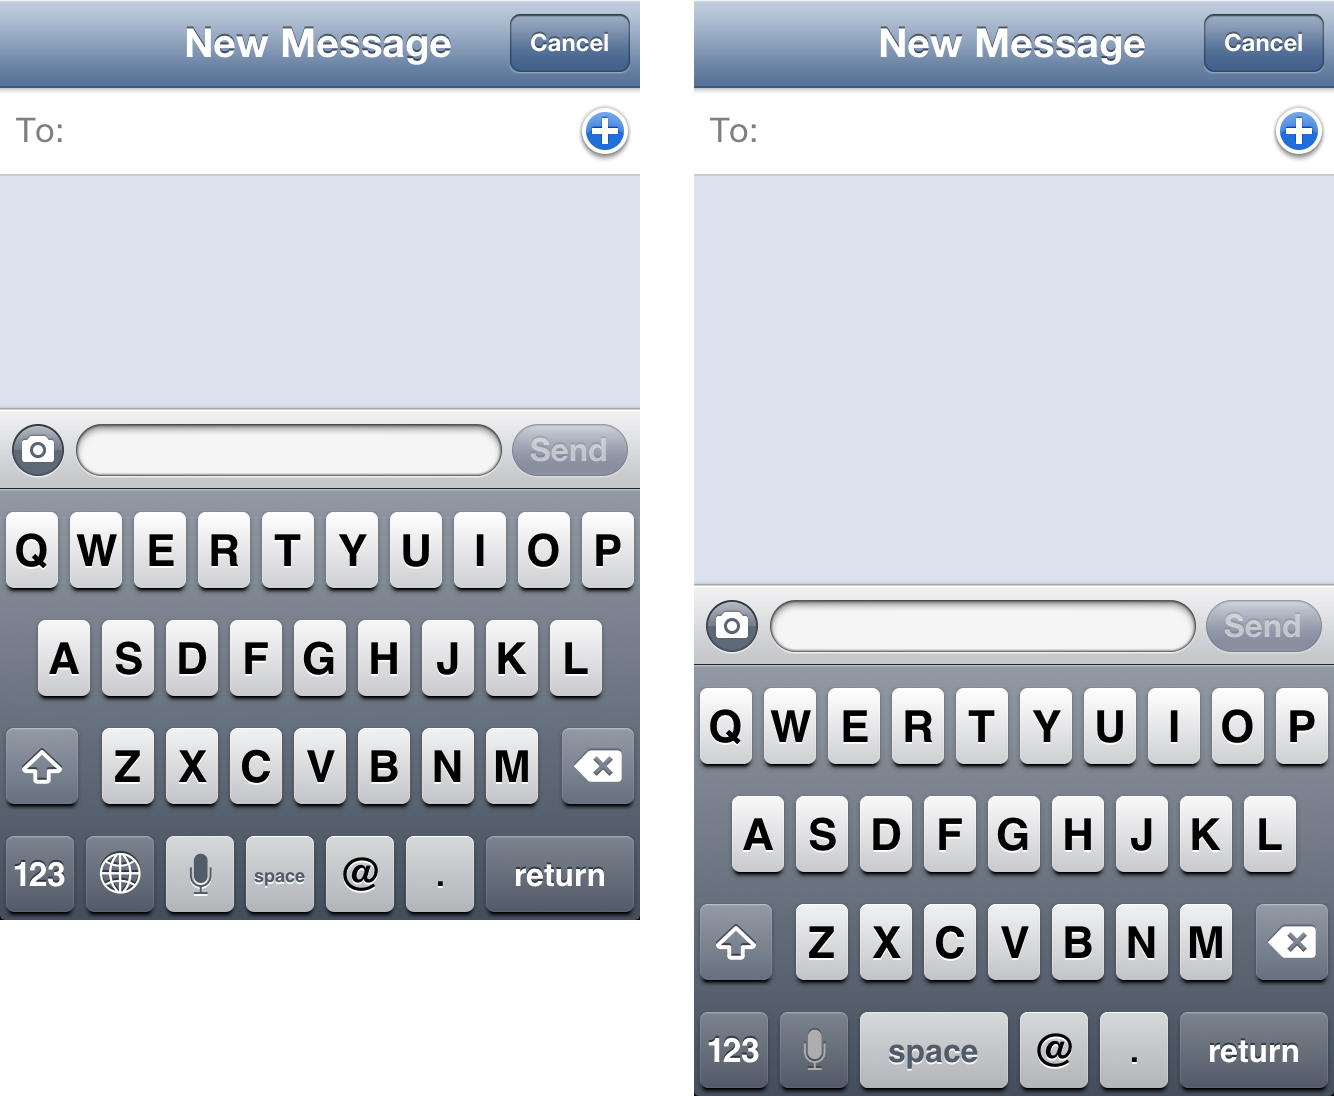 New Message Cancel
To:
Send
Q W E R T Y U I O P
A S D F G H J K L
Z X C V B N M
123 space @ . return
New Message Cancel
To:
Send
Q W E R T Y U I O P
A S D F G H J K L
Z X C V B N M
123 space @ . return